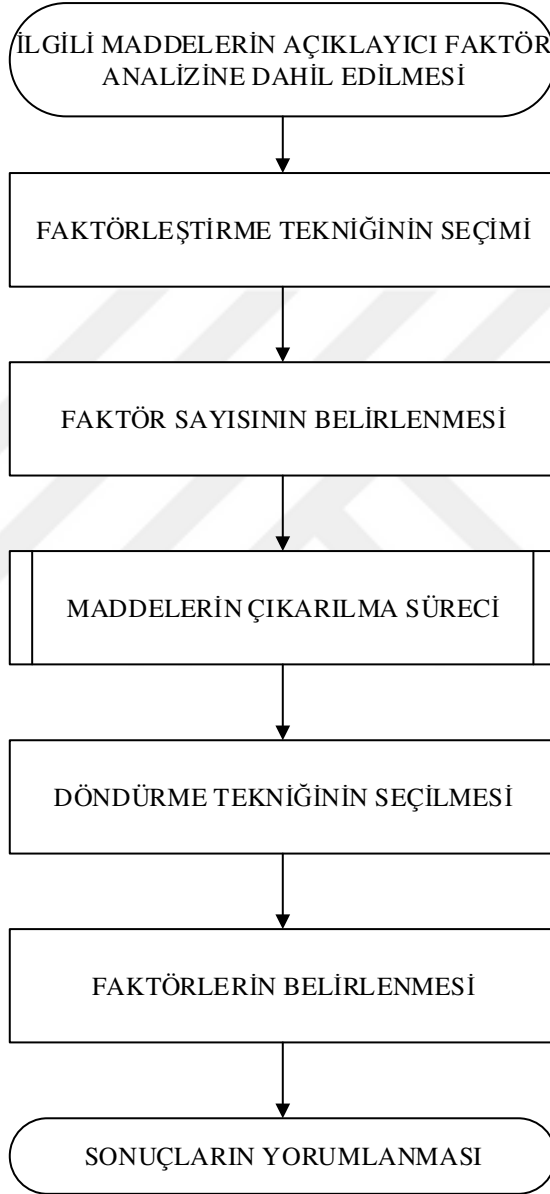 İLGİLİ MADDELERİN AÇIKLAYICI FAKTÖR
ANALİZİNE DAHİL EDİLMESİ
FAKTÖRLEŞTİRME TEKNİĞİNİN SEÇİMİ
FAKTÖR SAYISININ BELİRLENMESİ
MADDELERİN ÇIKARILMA SÜRECİ
DÖNDÜRME TEKNİĞİNİN SEÇİLMESİ
FAKTÖRLERİN BELİRLENMESİ
SONUÇLARIN YORUMLANMASI